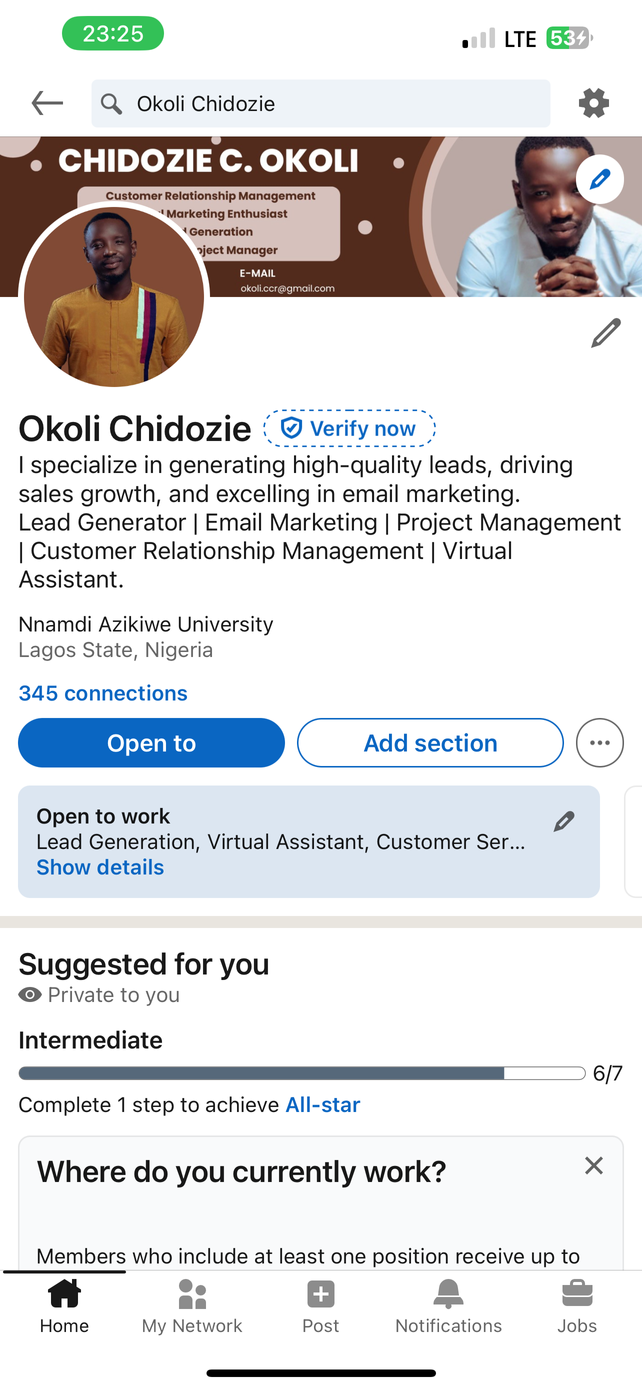 23:25
LTE
53
Okoli Chidozie
CHIDOZIE C. OKOLI
Customer Relationship Management
Marketing Enthusiast
Generation
Manager
E-MAIL
okoli.ccr@gmail.com
Okoli Chidozie
Verify now
I specialize in generating high-quality leads, driving
sales growth, and excelling in email marketing.
Lead Generator | Email Marketing | Project Management
| Customer Relationship Management | Virtual
Assistant.
Nnamdi Azikiwe University
Lagos State, Nigeria
345 connections
Open to
Add section
Open to work
Lead Generation, Virtual Assistant, Customer Ser...
Show details
Suggested for you
Private to you
Intermediate
6/7
Complete 1 step to achieve All-star
Where do you currently work?
Members who include at least one position receive up to
Home
My Network
Post
Notifications
Jobs